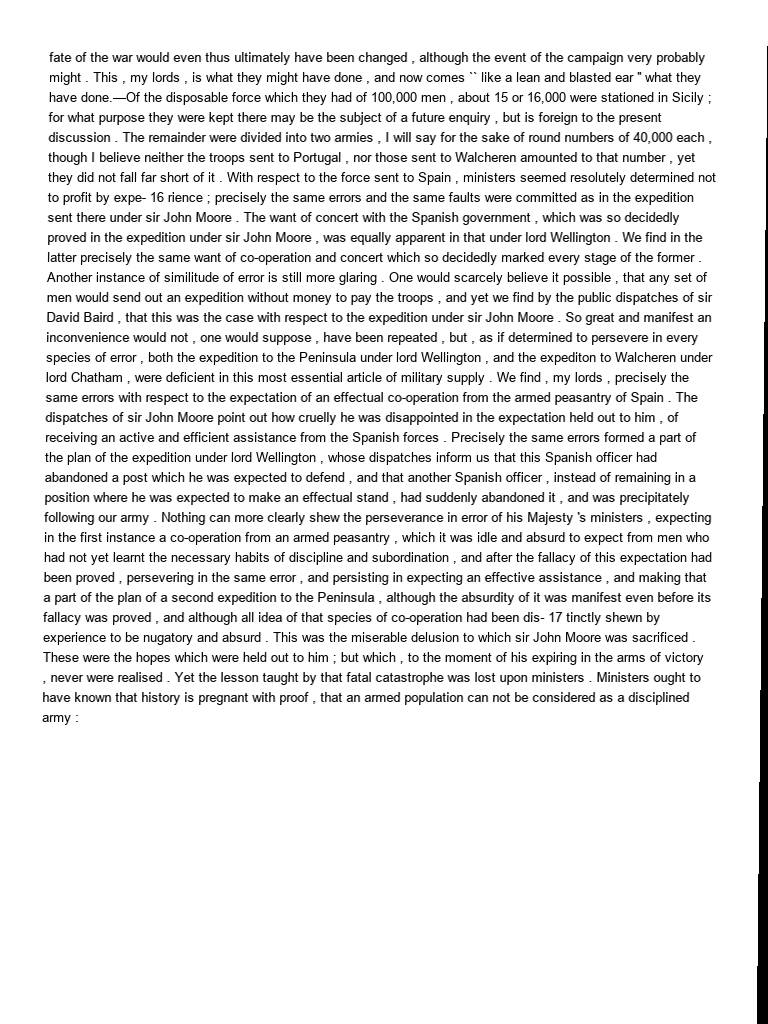 fate of the war would even thus ultimately have been changed , although the event of the campaign very probably
might . This , my lords , is what they might have done , and now comes `` like a lean and blasted ear '' what they
have done.—Of the disposable force which they had of 100,000 men , about 15 or 16,000 were stationed in Sicily ;
for what purpose they were kept there may be the subject of a future enquiry , but is foreign to the present
discussion . The remainder were divided into two armies , I will say for the sake of round numbers of 40,000 each ,
though I believe neither the troops sent to Portugal , nor those sent to Walcheren amounted to that number , yet
they did not fall far short of it . With respect to the force sent to Spain , ministers seemed resolutely determined not
to profit by expe- 16 rience ; precisely the same errors and the same faults were committed as in the expedition
sent there under sir John Moore . The want of concert with the Spanish government , which was so decidedly
proved in the expedition under sir John Moore , was equally apparent in that under lord Wellington . We find in the
latter precisely the same want of co-operation and concert which so decidedly marked every stage of the former .
Another instance of similitude of error is still more glaring . One would scarcely believe it possible , that any set of
men would send out an expedition without money to pay the troops , and yet we find by the public dispatches of sir
David Baird , that this was the case with respect to the expedition under sir John Moore . So great and manifest an
inconvenience would not , one would suppose , have been repeated , but , as if determined to persevere in every
species of error , both the expedition to the Peninsula under lord Wellington , and the expediton to Walcheren under
lord Chatham , were deficient in this most essential article of military supply . We find , my lords , precisely the
same errors with respect to the expectation of an effectual co-operation from the armed peasantry of Spain . The
dispatches of sir John Moore point out how cruelly he was disappointed in the expectation held out to him , of
receiving an active and efficient assistance from the Spanish forces . Precisely the same errors formed a part of
the plan of the expedition under lord Wellington , whose dispatches inform us that this Spanish officer had
abandoned a post which he was expected to defend , and that another Spanish officer , instead of remaining in a
position where he was expected to make an effectual stand , had suddenly abandoned it , and was precipitately
following our army . Nothing can more clearly shew the perseverance in error of his Majesty 's ministers , expecting
in the first instance a co-operation from an armed peasantry , which it was idle and absurd to expect from men who
had not yet learnt the necessary habits of discipline and subordination , and after the fallacy of this expectation had
been proved , persevering in the same error , and persisting in expecting an effective assistance , and making that
a part of the plan of a second expedition to the Peninsula , although the absurdity of it was manifest even before its
fallacy was proved , and although all idea of that species of co-operation had been dis- 17 tinctly shewn by
experience to be nugatory and absurd . This was the miserable delusion to which sir John Moore was sacrificed .
These were the hopes which were held out to him ; but which , to the moment of his expiring in the arms of victory
, never were realised . Yet the lesson taught by that fatal catastrophe was lost upon ministers . Ministers ought to
have known that history is pregnant with proof , that an armed population can not be considered as a disciplined
army :